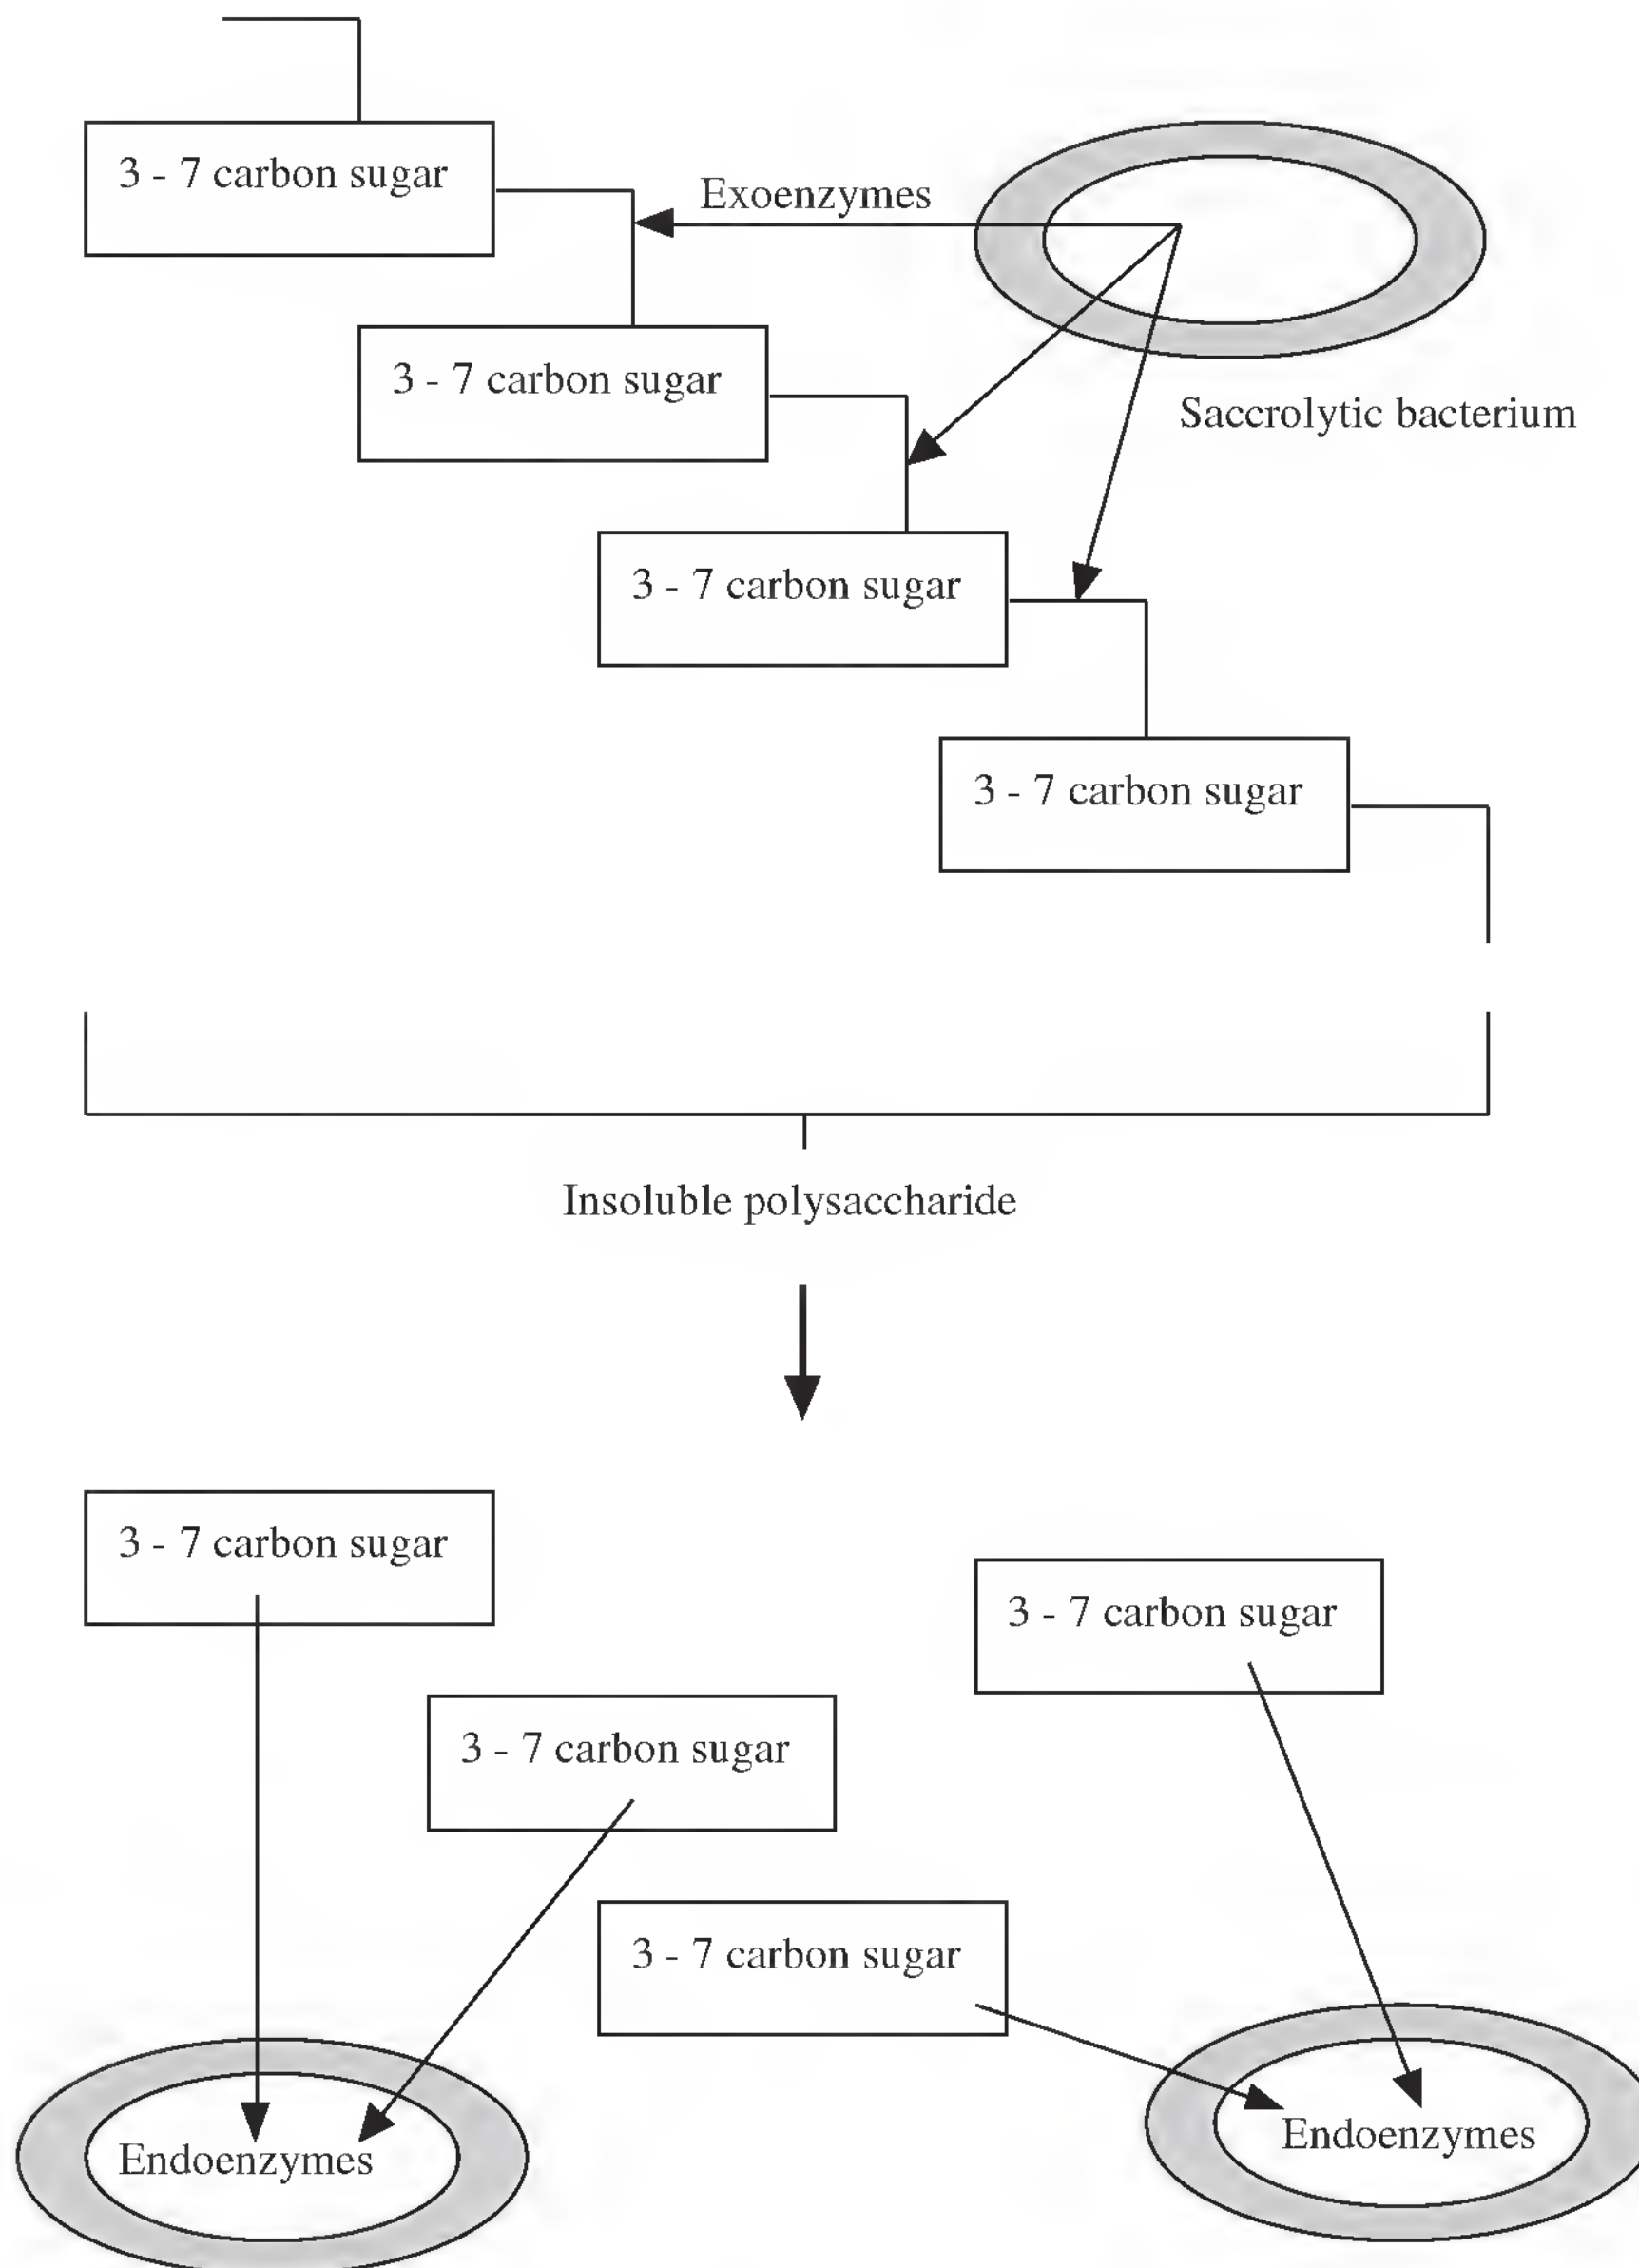 3 - 7 carbon sugar
Exoenzymes
3 - 7 carbon sugar
Saccrolytic bacterium
3 - 7 carbon sugar
3 - 7 carbon sugar
Insoluble polysaccharide
3 - 7 carbon sugar
3 - 7 carbon sugar
3 - 7 carbon sugar
3 - 7 carbon sugar
Endoenzymes
Endoenzymes